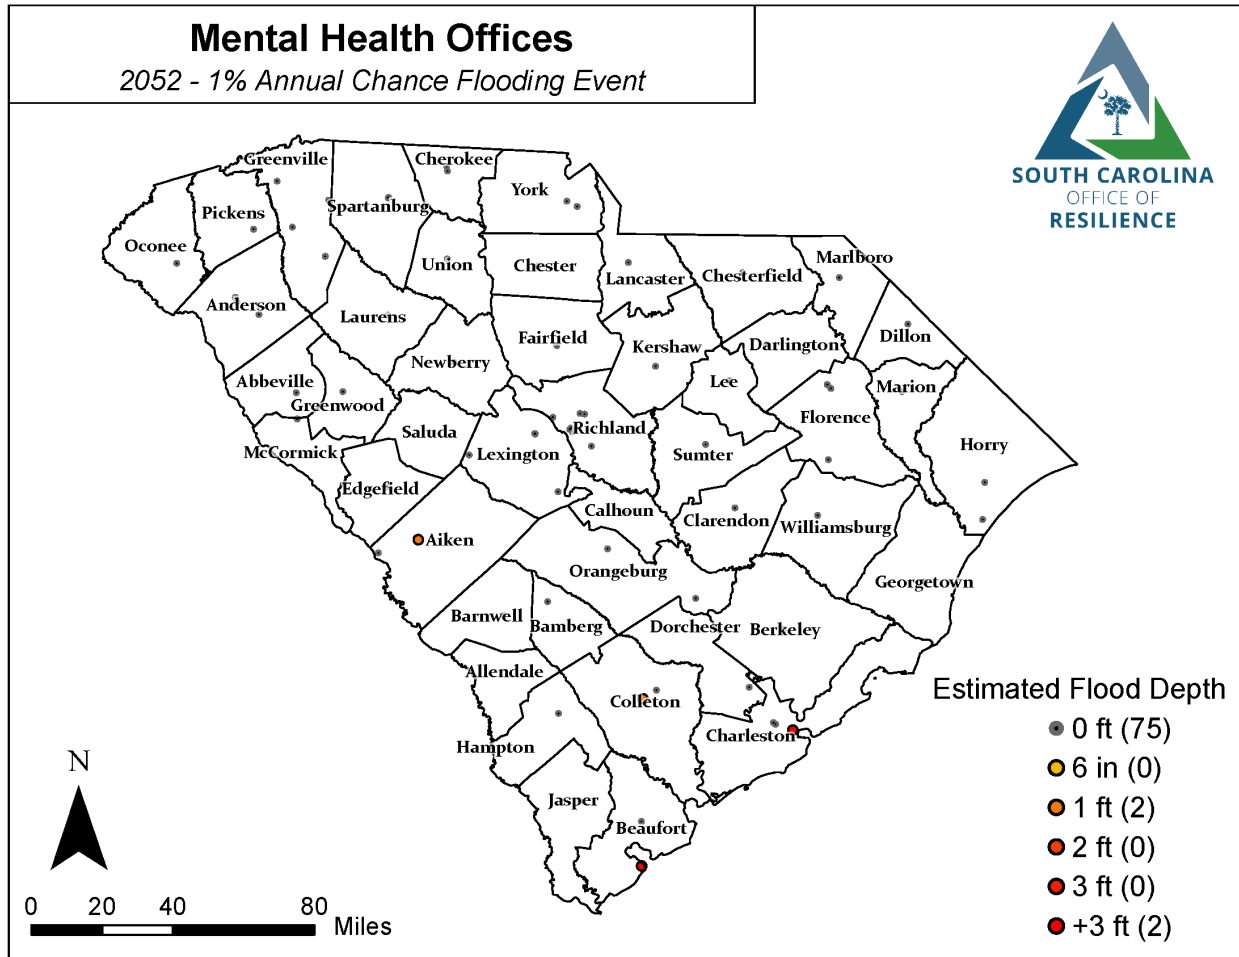 Mental Health Offices
2052 - 1% Annual Chance Flooding Event
SOUTH CAROLINA
OFFICE OF
RESILIENCE
Greenville
Cherokee
York
Pickens
Spartanburg
Oconee
Union
Chester
Lancaster
Chesterfield
Marlboro
Anderson
Laurens
Fairfield
Kershaw
Darlington
Dillon
Newberry
Abbeville
Lee
Marion
Greenwood
Florence
Saluda
Richland
Horry
McCormick
Lexington
Sumter
Edgefield
Calhoun
Clarendon
Williamsburg
Aiken
Orangeburg
Georgetown
Barnwell
Bamberg
Dorchester
Berkeley
Allendale
Colleton
Charleston
Hampton
Jasper
Beaufort
Estimated Flood Depth
0 ft (75)
6 in (0)
1 ft (2)
2 ft (0)
3 ft (0)
+3 ft (2)
N
0 20 40 80
Miles